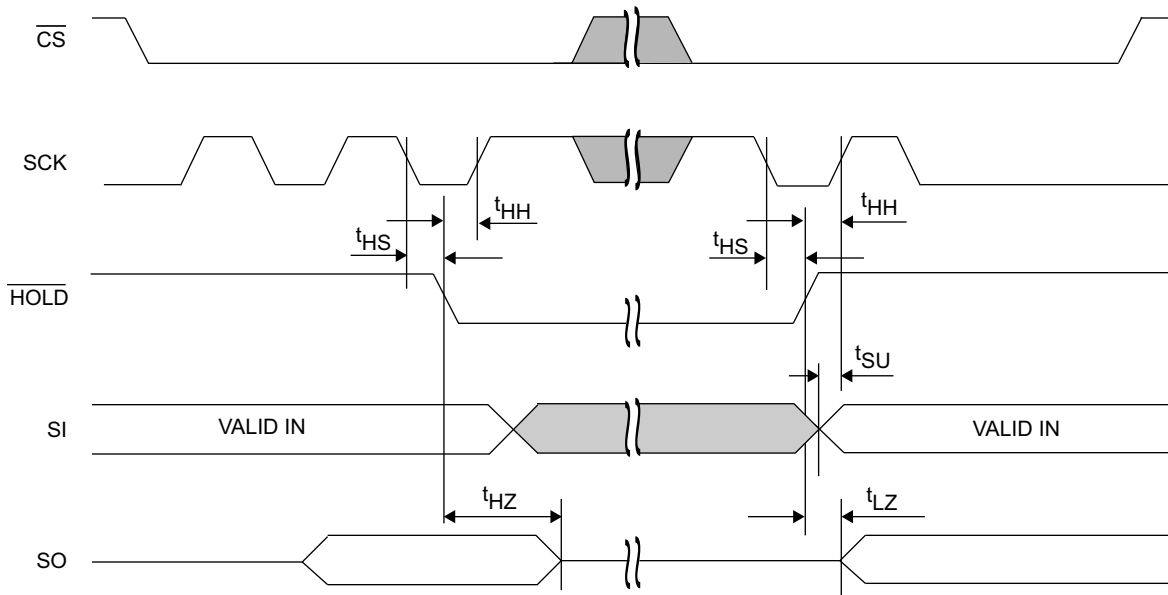 CS
SCK
tHH
tHH
tHS
tHS
HOLD
tSU
SI
VALID IN
VALID IN
tHZ
tLZ
SO